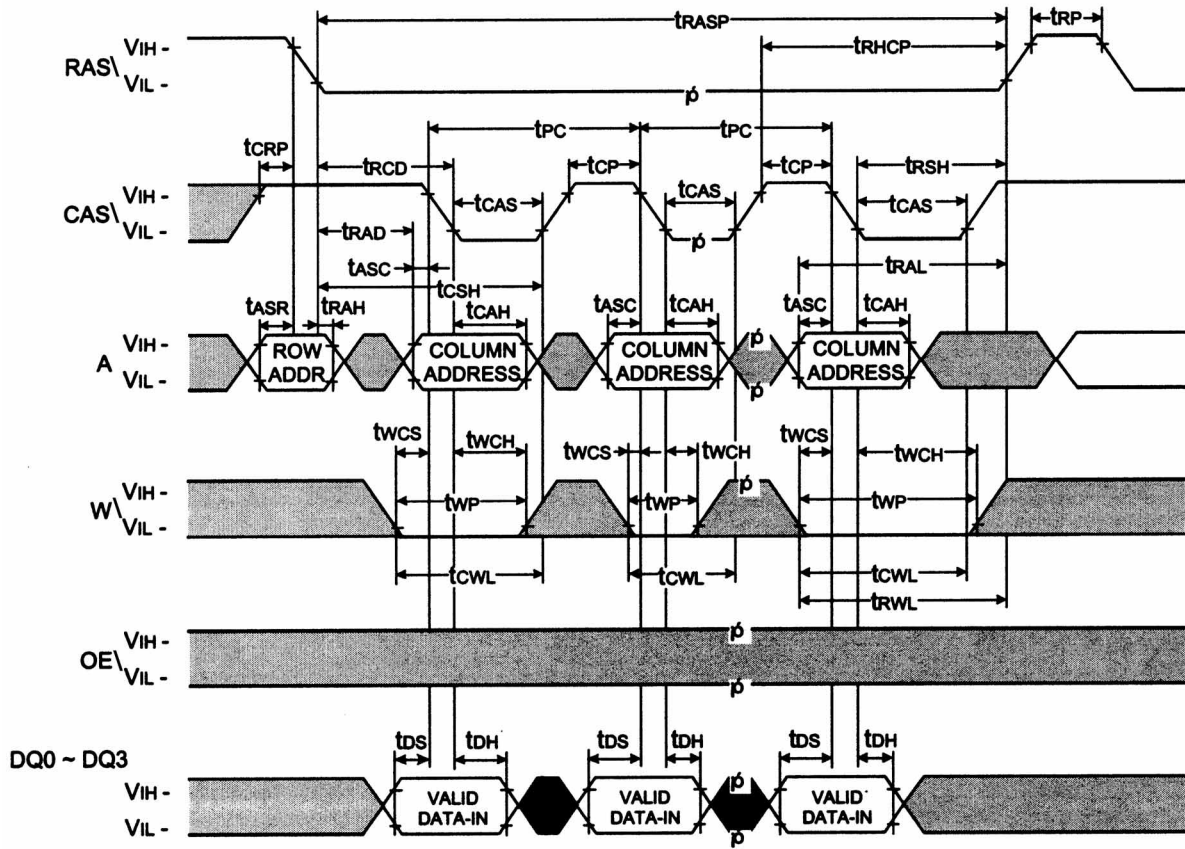 tRASP
tRP
tRHCP
RAS\
VIH -
VIL -
tPC
tPC
tCRP
tRCD
tCP
tCP
tRSH
CAS\
VIH -
VIL -
tCAS
tCAS
tCAS
tRAD
tASC
tCSH
tRAL
tASR
tRAH
tCAH
tASC
tCAH
tASC
tCAH
A
VIH -
VIL -
ROW
ADDR
COLUMN
ADDRESS
COLUMN
ADDRESS
COLUMN
ADDRESS
tWCS
tWCH
tWCS
tWCH
tWCS
tWCH
W\
VIH -
VIL -
tWP
tWP
tWP
tCWL
tCWL
tCWL
tRWL
OE\
VIH -
VIL -
DQ0 ~ DQ3
tDS
tDH
tDS
tDH
tDS
tDH
VIH -
VIL -
VALID
DATA-IN
VALID
DATA-IN
VALID
DATA-IN